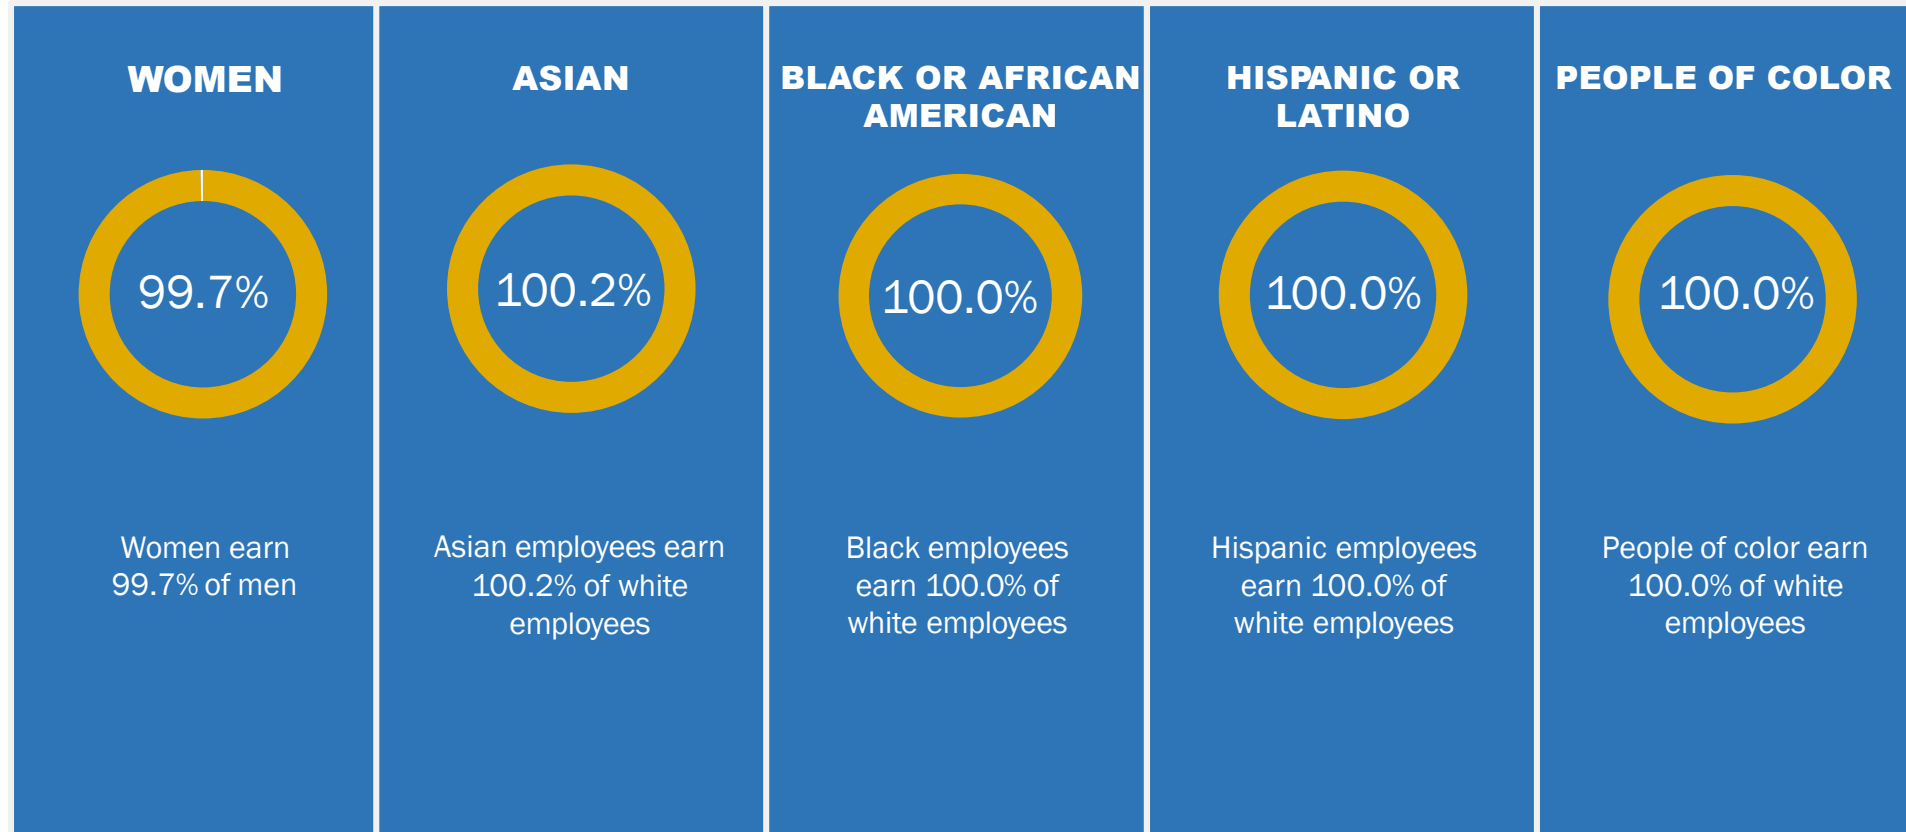 WOMEN
99.7%
Women earn
99.7% of men
ASIAN
100.2%
Asian employees earn
100.2% of white
employees
BLACK OR AFRICAN
AMERICAN
100.0%
Black employees
earn 100.0% of
white employees
HISPANIC OR
LATINO
100.0%
Hispanic employees
earn 100.0% of
white employees
PEOPLE OF COLOR
100.0%
People of color earn
100.0% of white
employees